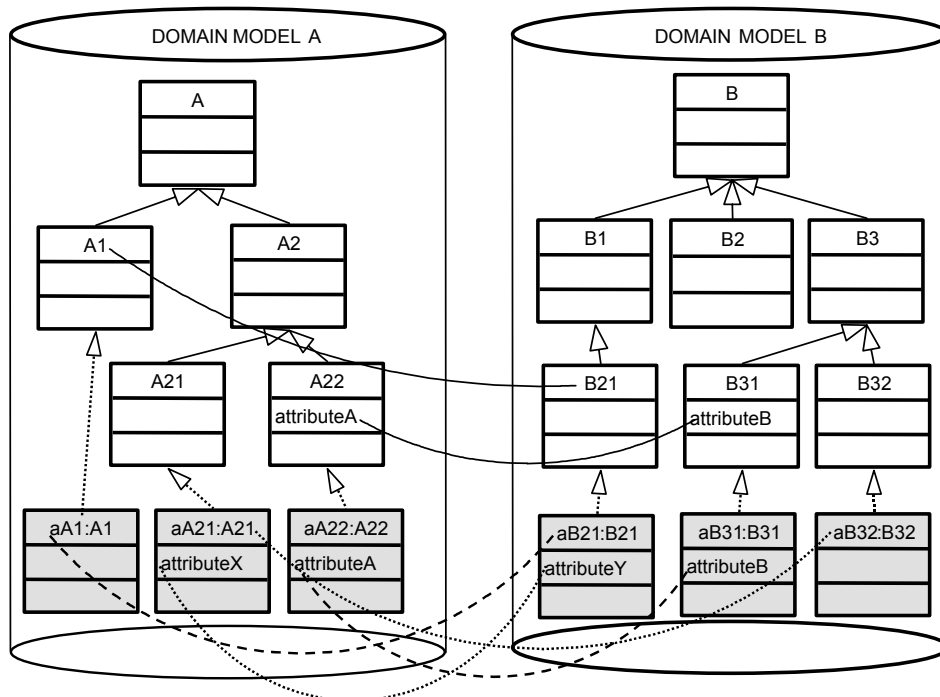 DOMAIN MODEL A
DOMAIN MODEL B
A
B
A1
A2
B1
B2
B3
A21
A22
attributeA
B21
B31
attributeB
B32
aA1:A1
aA21:A21
attributeX
aA22:A22
attributeA
aB21:B21
attributeY
aB31:B31
attributeB
aB32:B32